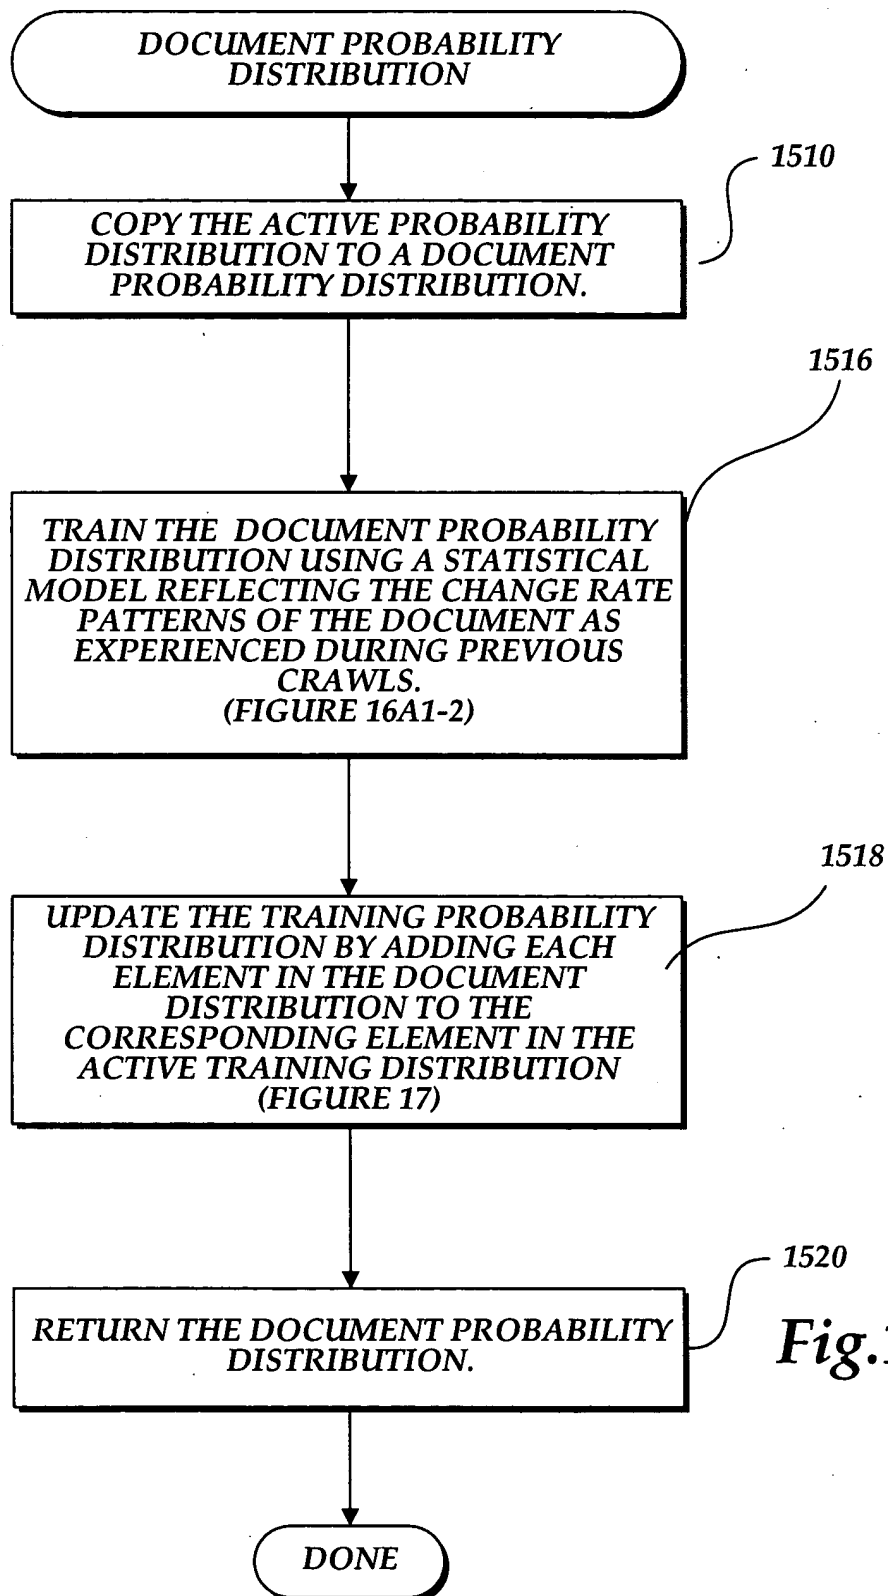 DOCUMENT PROBABILITY
DISTRIBUTION
1510
COPY THE ACTIVE PROBABILITY
DISTRIBUTION TO A DOCUMENT
PROBABILITY DISTRIBUTION.
1516
TRAIN THE DOCUMENT PROBABILITY
DISTRIBUTION USING A STATISTICAL
MODEL REFLECTING THE CHANGE RATE
PATTERNS OF THE DOCUMENT AS
EXPERIENCED DURING PREVIOUS
CRAWLS.
(FIGURE 16A1-2)
1518
UPDATE THE TRAINING PROBABILITY
DISTRIBUTION BY ADDING EACH
ELEMENT IN THE DOCUMENT
DISTRIBUTION TO THE
CORRESPONDING ELEMENT IN THE
ACTIVE TRAINING DISTRIBUTION
(FIGURE 17)
1520
RETURN THE DOCUMENT PROBABILITY
DISTRIBUTION.
Fig.
DONE